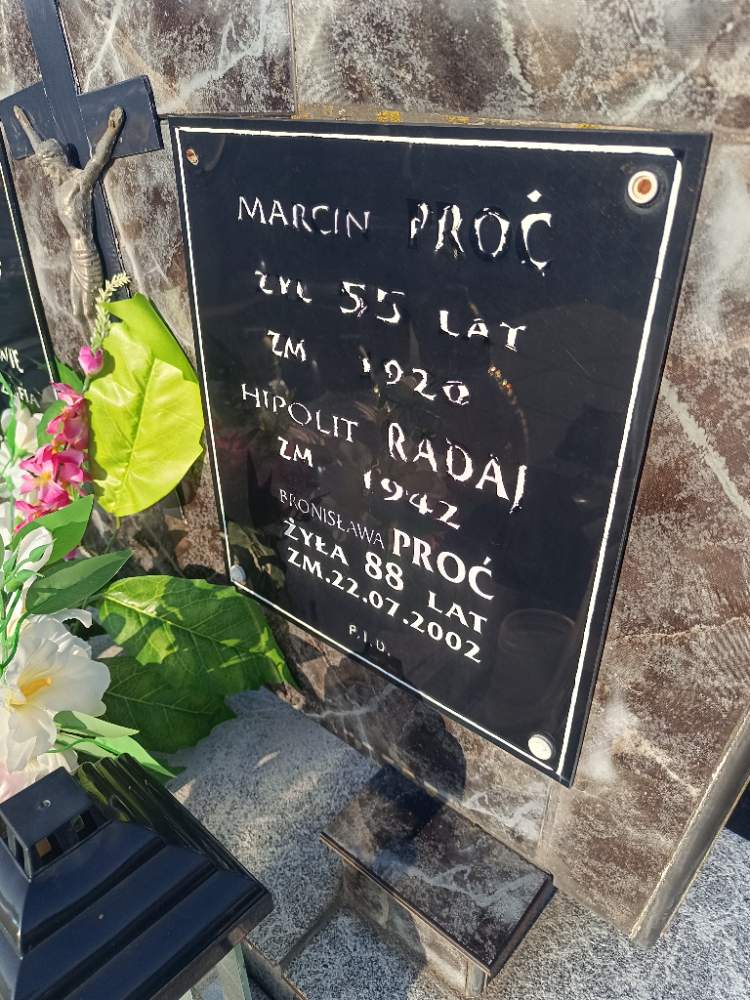 MARCIN PROĆ
ŻYŁ 55 LAT
ZM. 1920
HIPOLIT RADAJ
ZM. 1942
BRONISŁAWA PROĆ
ŻYŁA 88 LAT
ZM. 22.07.2002
P.I.D.